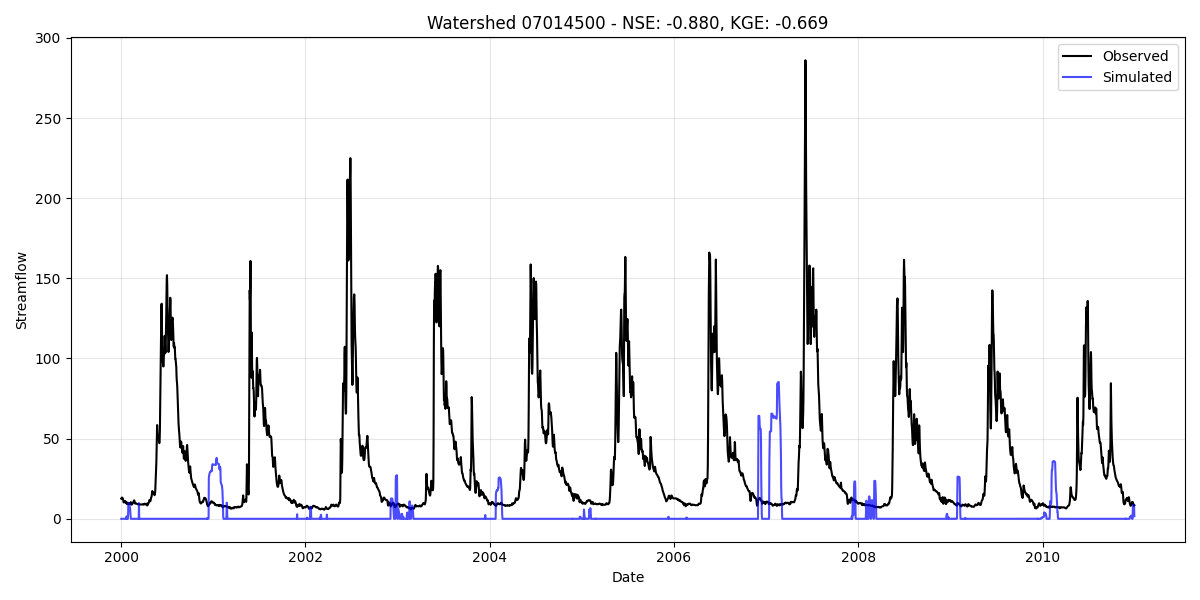 Watershed 07014500 - NSE: -0.880, KGE: -0.669
Observed
Simulated
Streamflow
300
250
200
150
100
50
0
2000 2002 2004 2006 2008 2010
Date